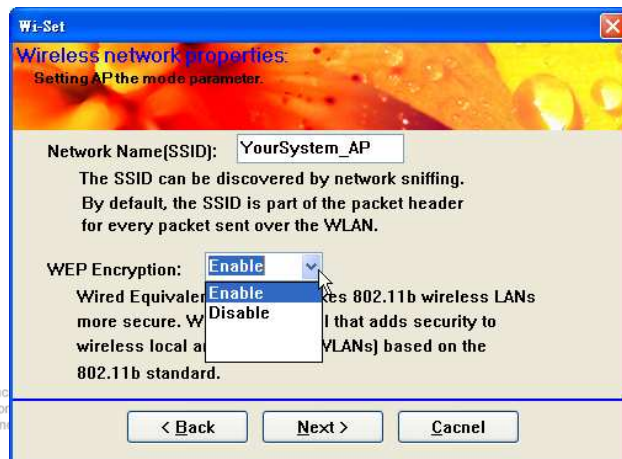 Wi-Set
Wireless network properties:
Setting AP the mode parameter.
Network Name(SSID): YourSystem_AP
The SSID can be discovered by network sniffing.
By default, the SSID is part of the packet header
for every packet sent over the WLAN.
WEP Encryption: Enable
Enable
Disable
Wired Equivale kes 802.11b wireless LANs
more secure. W l that adds security to
wireless local a VLANs) based on the
802.11b standard.
< Back
Next >
Cacnel